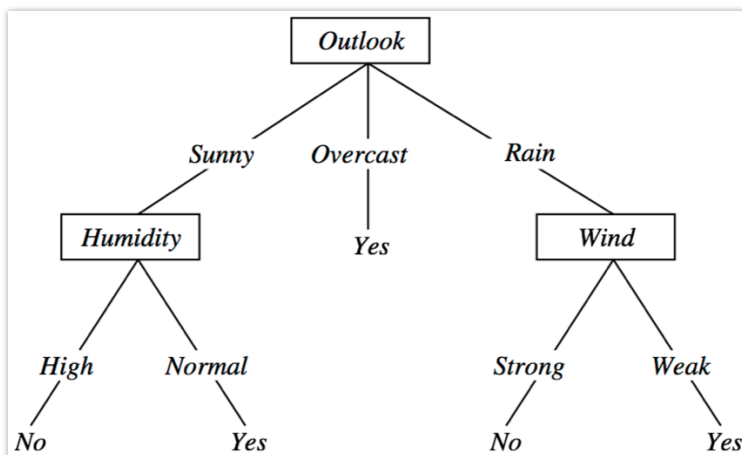 Outlook
Sunny Overcast Rain
Humidity Yes Wind
High Normal Strong Weak
No Yes No Yes